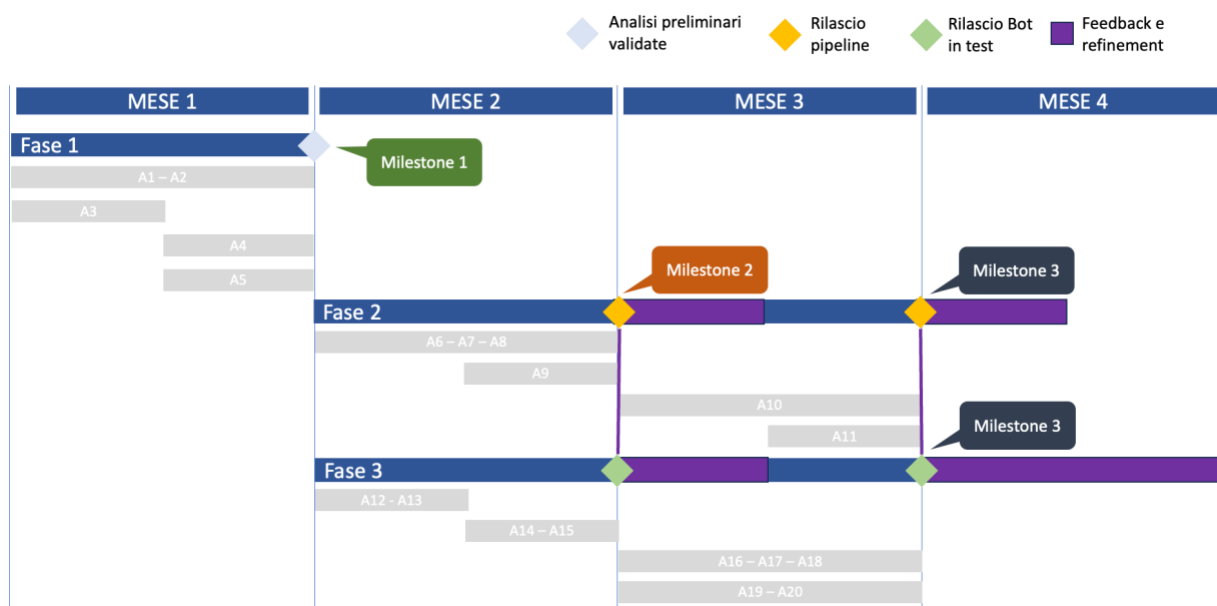 Analisi preliminari
validate
Rilascio
pipeline
Rilascio Bot
in test
Feedback e
refinement
MESE 1
MESE 2
MESE 3
MESE 4
Fase 1
Milestone 1
A1 – A2
A3
A4
A5
Milestone 2
Milestone 3
Fase 2
A6 – A7 – A8
A9
A10
A11
Milestone 3
Fase 3
A12 - A13
A14 – A15
A16 – A17 – A18
A19 – A20